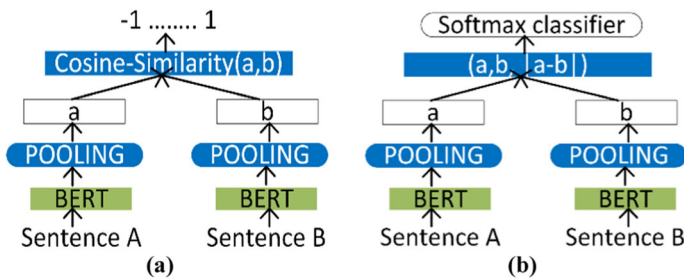 -1 ........ 1
Cosine-Similarity(a,b)
a b
POOLING POOLING
BERT BERT
Sentence A Sentence B
(a)
Softmax classifier
(a,b, |a-b|)
a b
POOLING POOLING
BERT BERT
Sentence A Sentence B
(b)